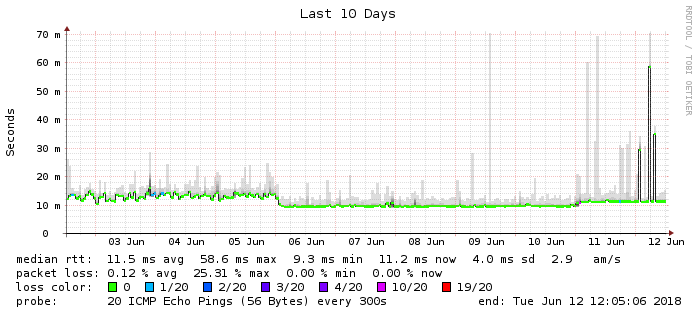 Last 10 Days
RRDTOOL / TOBI OETIKER
Seconds
70 m
60 m
50 m
40 m
30 m
20 m
10 m
0
03 Jun 04 Jun 05 Jun 06 Jun 07 Jun 08 Jun 09 Jun 10 Jun 11 Jun 12 Jun
median rtt: 11.5 ms avg 58.6 ms max 9.3 ms min 11.2 ms now 4.0 ms sd 2.9 am/s
packet loss: 0.12 % avg 25.31 % max 0.00 % min 0.00 % now
loss color: 0 1/20 2/20 3/20 4/20 10/20 19/20
probe: 20 ICMP Echo Pings (56 Bytes) every 300s end: Tue Jun 12 12:05:06 2018